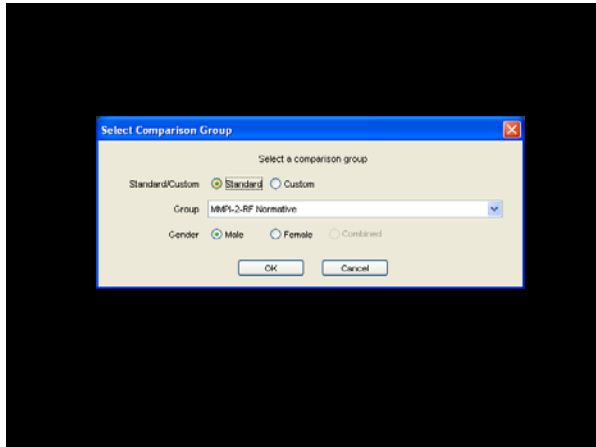 Select Comparison Group
Select a comparison group
Standard/Custom Standard Custom
Group MMPI-2-RF Normative
Gender Male Female Combined
OK Cancel